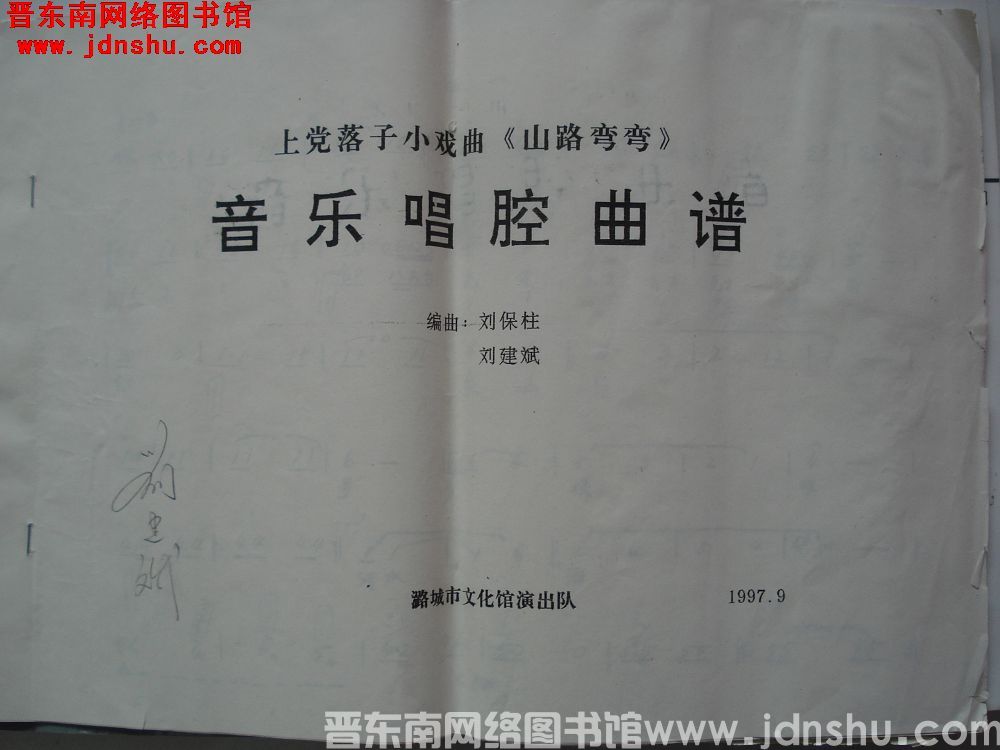 晋东南网络图书馆
www. jdnshu.com
上党落子小戏曲《山路弯弯》
音乐唱腔曲谱
编曲：刘保柱
刘建斌
刘建斌
潞城市文化馆演出队 1997.9
晋东南网络图书馆www.jdnshu.com